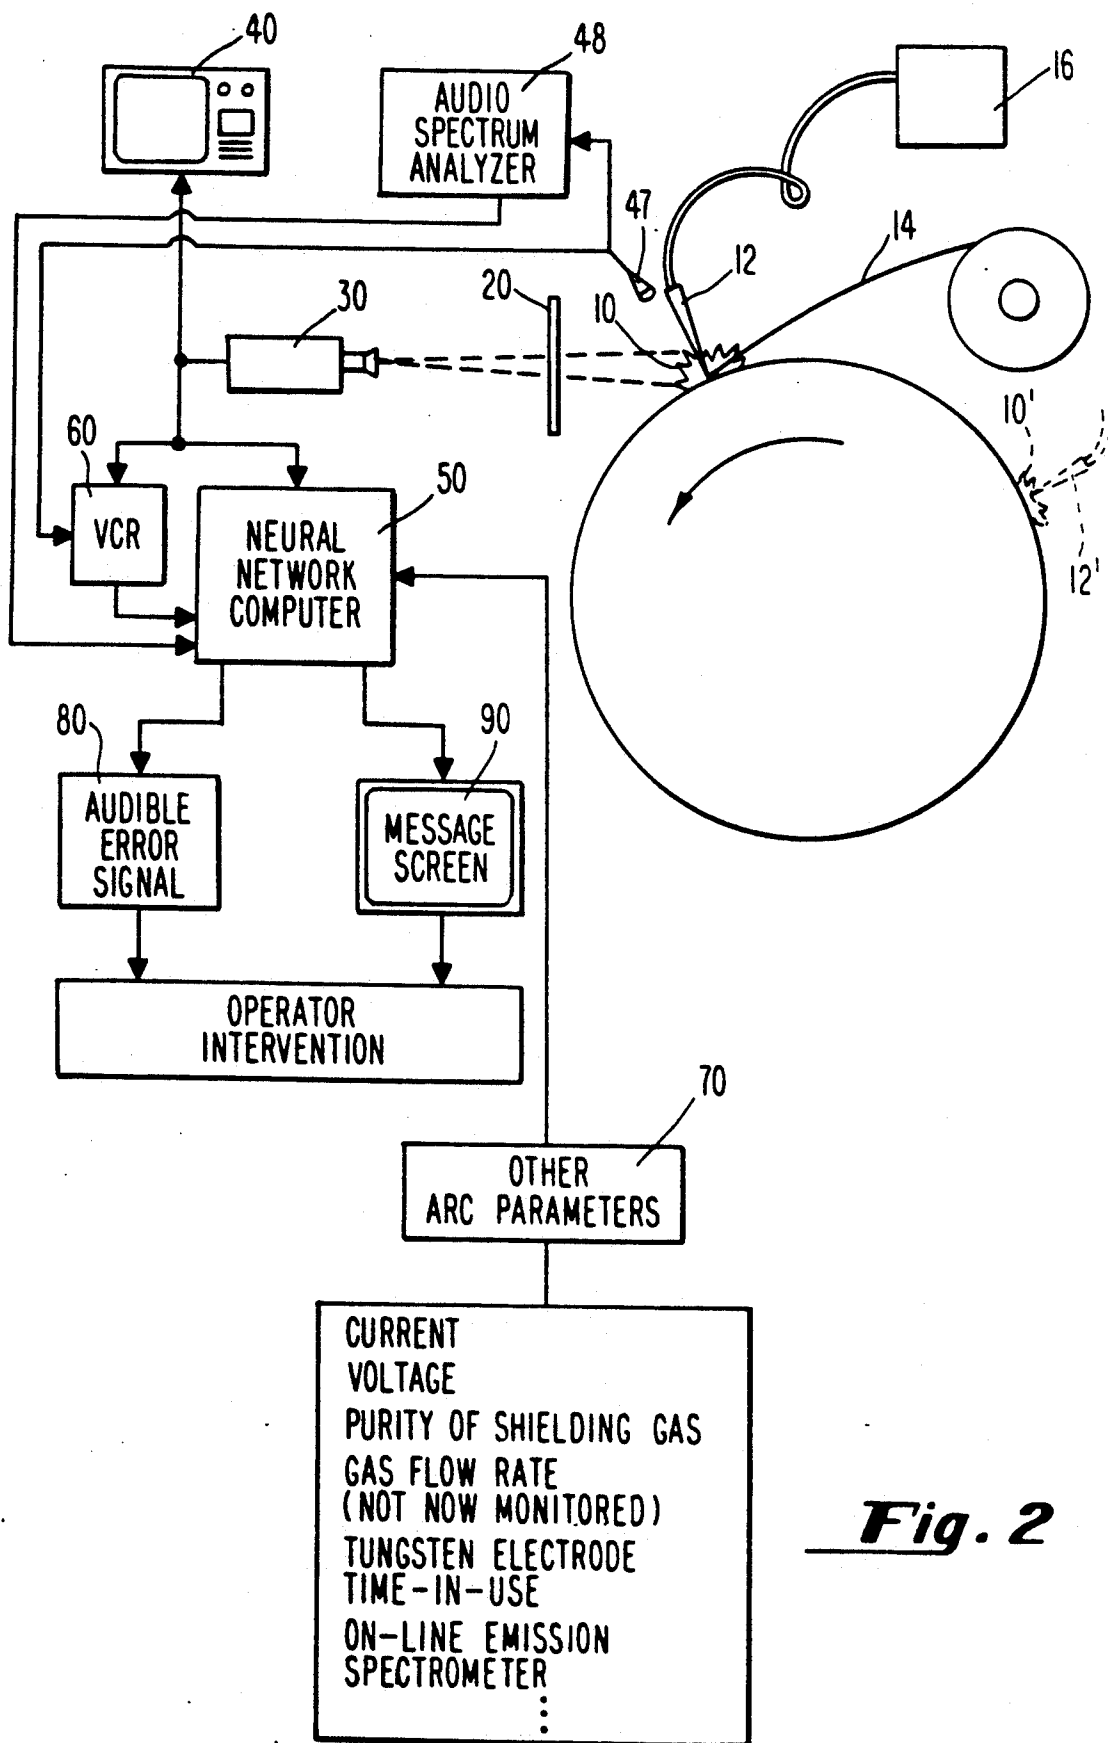 40
48
16
AUDIO
SPECTRUM
ANALYZER
47
12
14
20
30
10
10'
12'
60
50
VCR
NEURAL
NETWORK
COMPUTER
80
90
AUDIBLE
ERROR
SIGNAL
MESSAGE
SCREEN
OPERATOR
INTERVENTION
70
OTHER
ARC PARAMETERS
CURRENT
VOLTAGE
PURITY OF SHIELDING GAS
GAS FLOW RATE
(NOT NOW MONITORED)
TUNGSTEN ELECTRODE
TIME-IN-USE
ON-LINE EMISSION
SPECTROMETER
Fig. 2